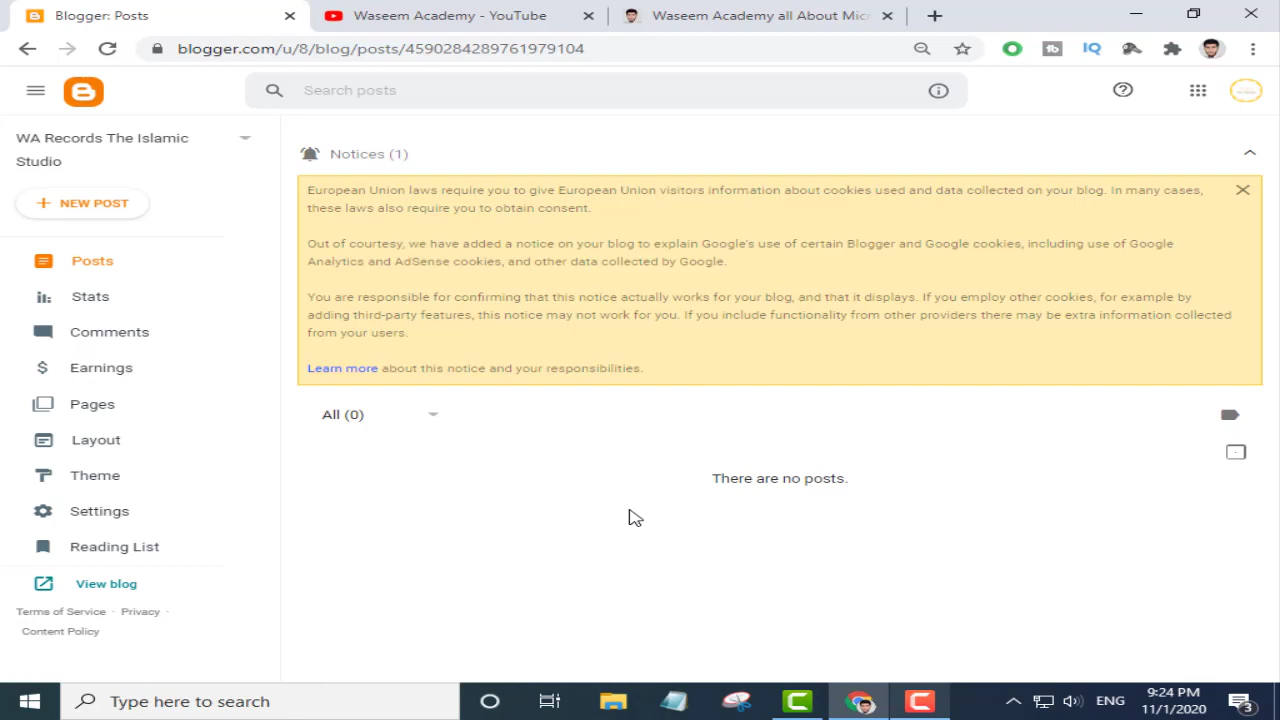 Blogger: Posts
Waseem Academy - YouTube
Waseem Academy all About Micr
blogger.com/u/8/blog/posts/4590284289761979104
tb
IQ
Search posts
WA Records The Islamic
Studio
NEW POST
Posts
Stats
Comments
Earnings
Pages
Layout
Theme
Settings
Reading List
View blog
Terms of Service · Privacy ·
Content Policy
Notices (1)
European Union laws require you to give European Union visitors information about cookies used and data collected on your blog. In many cases,
these laws also require you to obtain consent.
Out of courtesy, we have added a notice on your blog to explain Google's use of certain Blogger and Google cookies, including use of Google
Analytics and AdSense cookies, and other data collected by Google.
You are responsible for confirming that this notice actually works for your blog, and that it displays. If you employ other cookies, for example by
adding third-party features, this notice may not work for you. If you include functionality from other providers there may be extra information collected
from your users.
Learn more about this notice and your responsibilities.
All (0)
There are no posts.
Type here to search
ENG
9:24 PM
11/1/2020
3